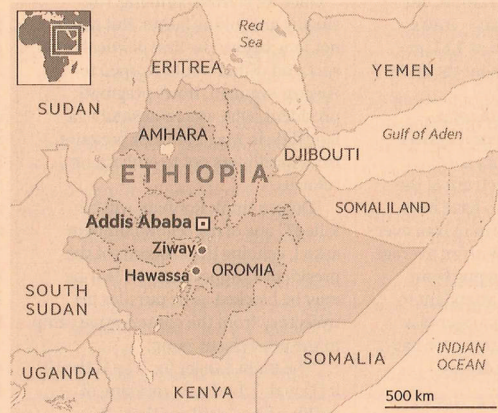 Red
Sea
ERITREA
YEMEN
SUDAN
AMHARA
Gulf of Aden
DJIBOUTI
ETHIOPIA
SOMALILAND
Addis Ababa
Ziway
Hawassa
OROMIA
SOUTH
SUDAN
SOMALIA
INDIAN
OCEAN
UGANDA
KENYA
500 km